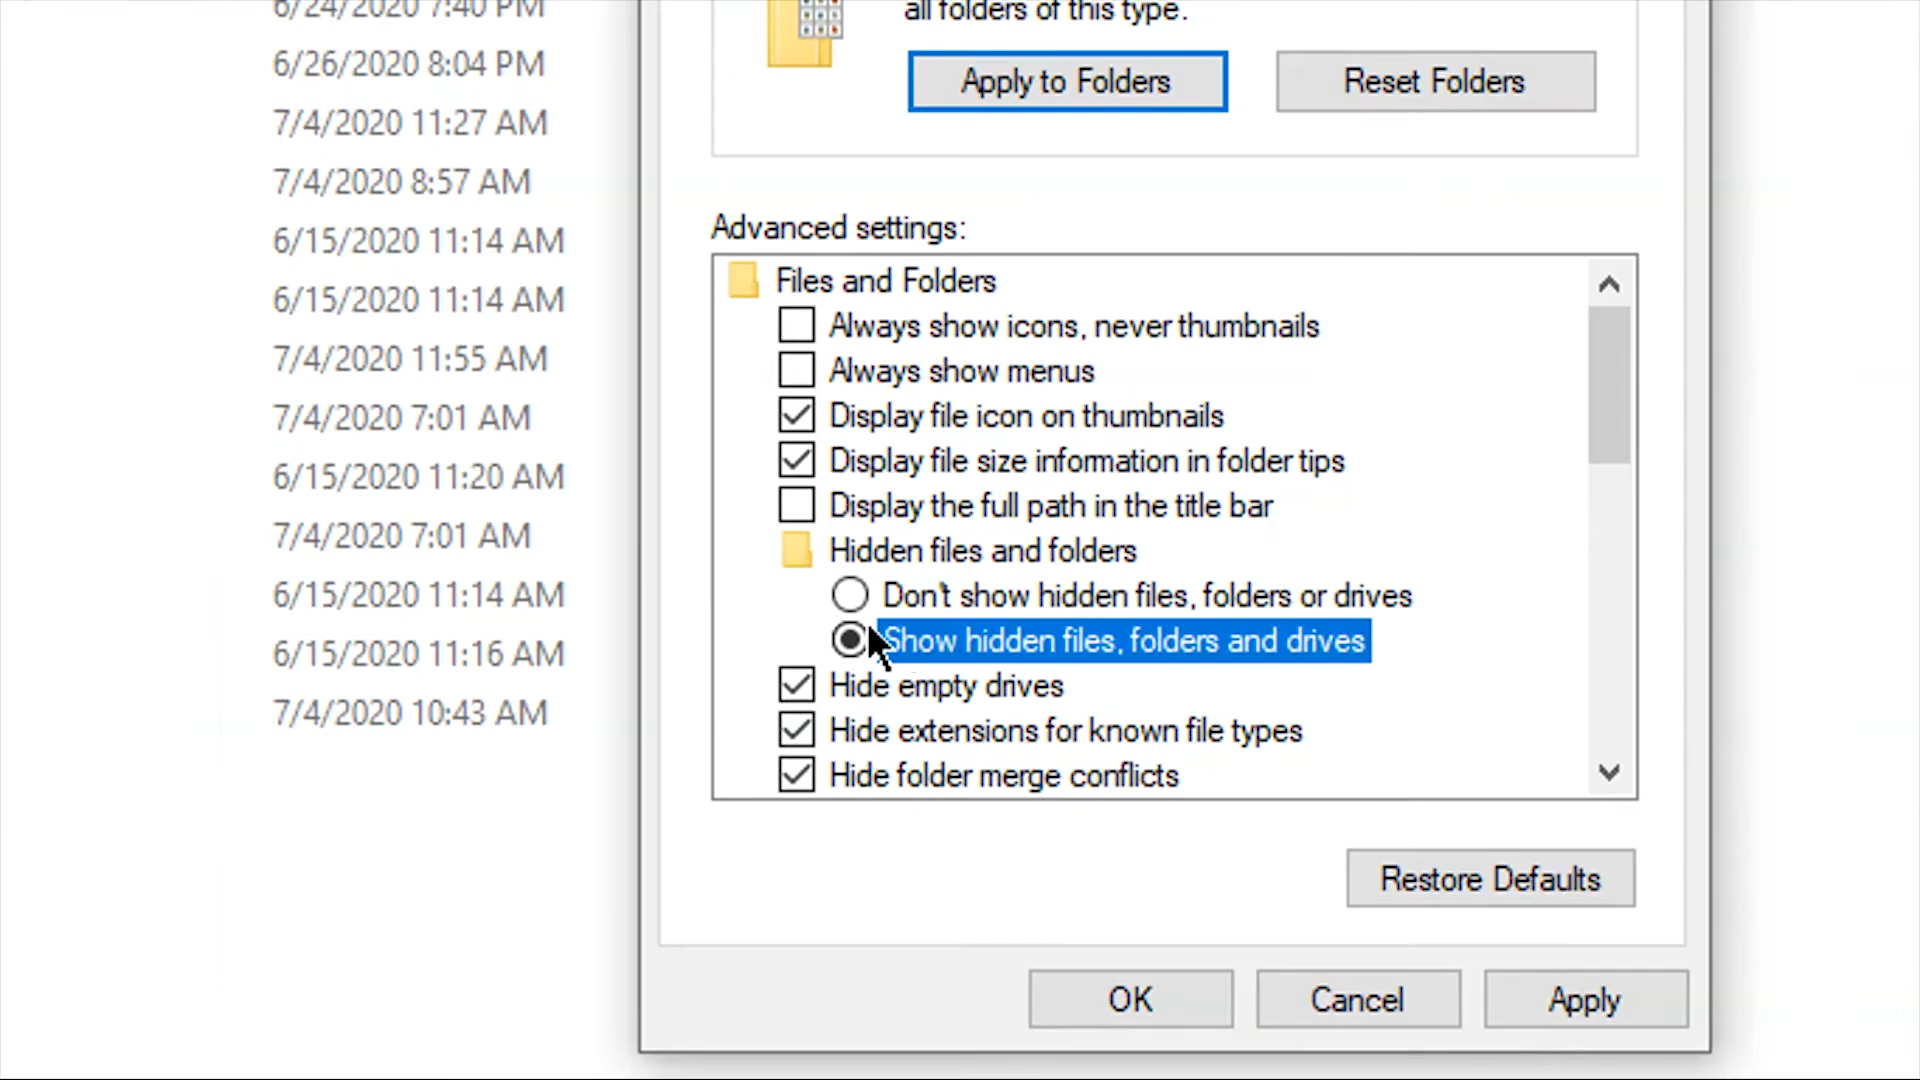 6/24/2020 7:40 PM
6/26/2020 8:04 PM
7/4/2020 11:27 AM
7/4/2020 8:57 AM
6/15/2020 11:14 AM
6/15/2020 11:14 AM
7/4/2020 11:55 AM
7/4/2020 7:01 AM
6/15/2020 11:20 AM
7/4/2020 7:01 AM
6/15/2020 11:14 AM
6/15/2020 11:16 AM
7/4/2020 10:43 AM
all folders of this type.
Apply to Folders
Reset Folders
Advanced settings:
Files and Folders
Always show icons, never thumbnails
Always show menus
Display file icon on thumbnails
Display file size information in folder tips
Display the full path in the title bar
Hidden files and folders
Don't show hidden files, folders or drives
Show hidden files, folders and drives
Hide empty drives
Hide extensions for known file types
Hide folder merge conflicts
Restore Defaults
OK
Cancel
Apply